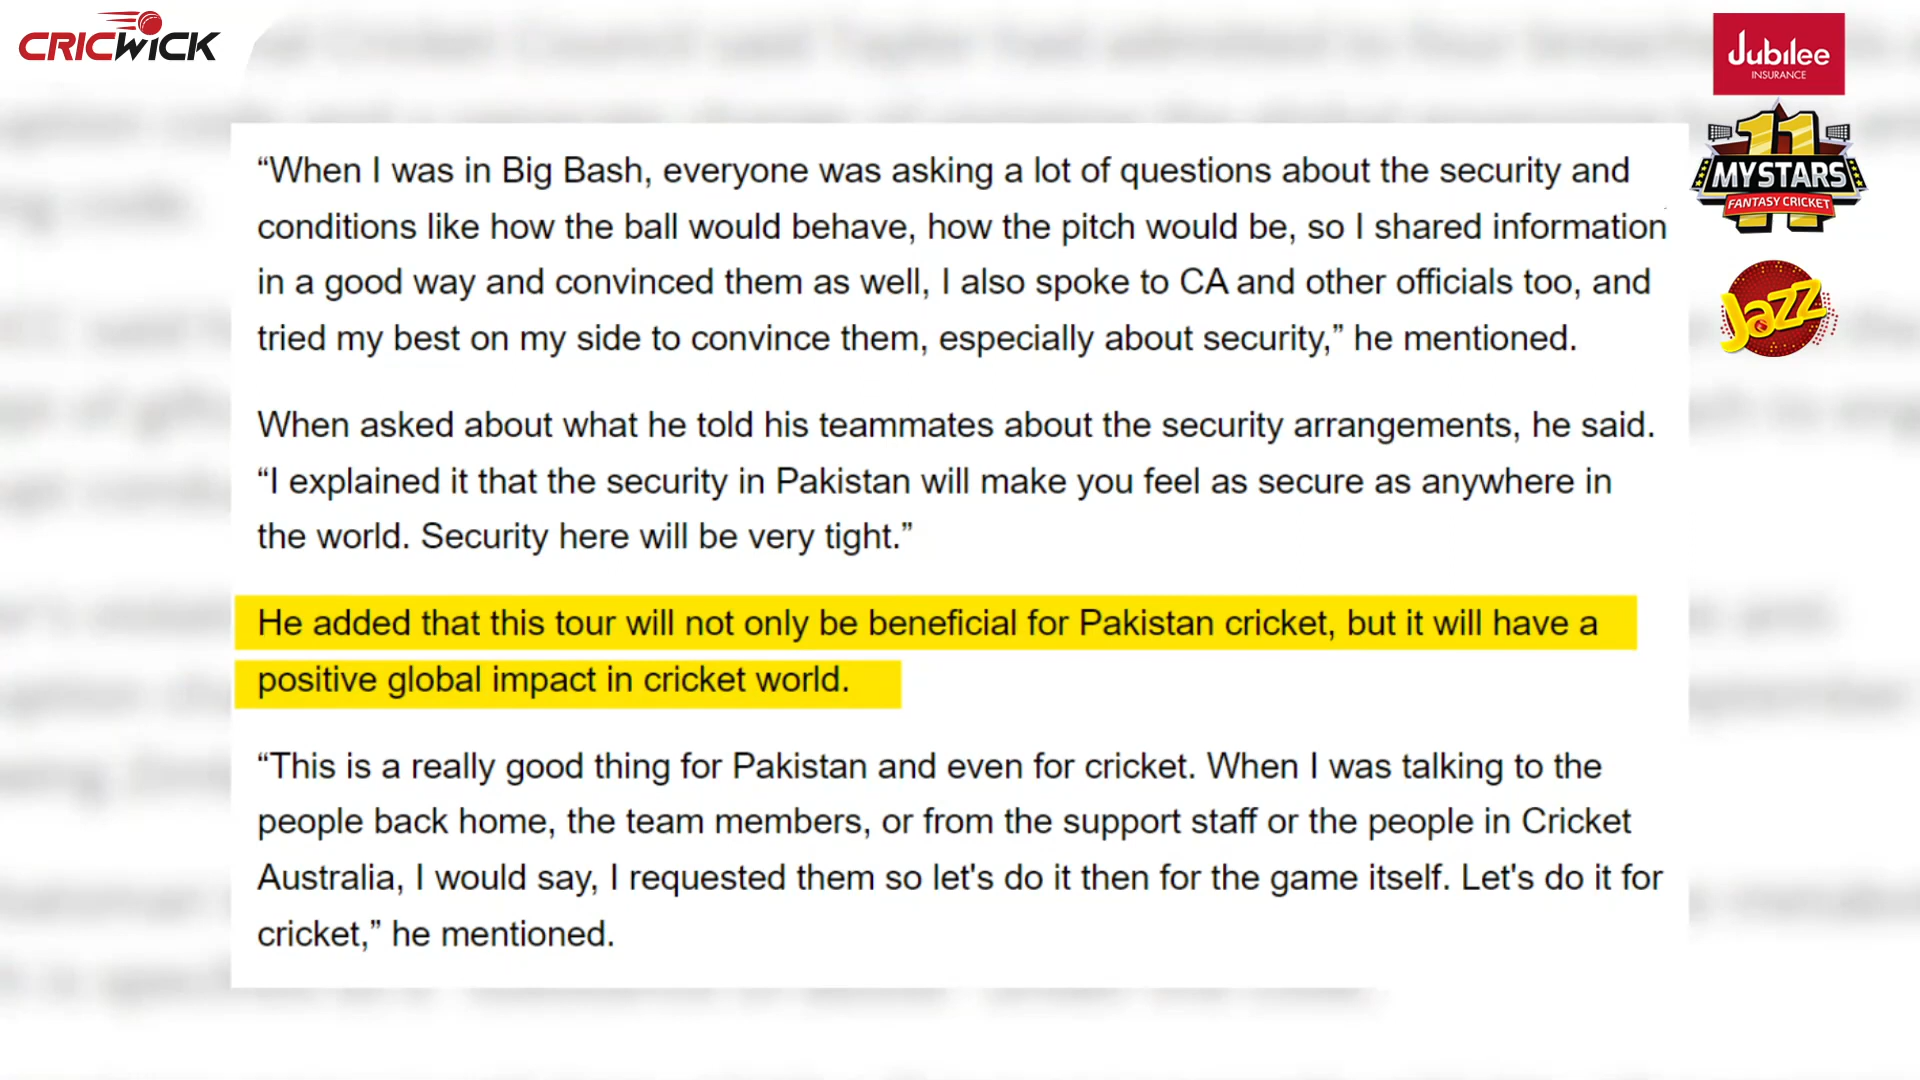 CRICWICK
Jubilee
INSURANCE
11
MYSTARS
FANTASY CRICKET
Jazz
“When I was in Big Bash, everyone was asking a lot of questions about the security and
conditions like how the ball would behave, how the pitch would be, so I shared information
in a good way and convinced them as well, I also spoke to CA and other officials too, and
tried my best on my side to convince them, especially about security,” he mentioned.
When asked about what he told his teammates about the security arrangements, he said.
“I explained it that the security in Pakistan will make you feel as secure as anywhere in
the world. Security here will be very tight.”
He added that this tour will not only be beneficial for Pakistan cricket, but it will have a
positive global impact in cricket world.
“This is a really good thing for Pakistan and even for cricket. When I was talking to the
people back home, the team members, or from the support staff or the people in Cricket
Australia, I would say, I requested them so let's do it then for the game itself. Let's do it for
cricket,” he mentioned.